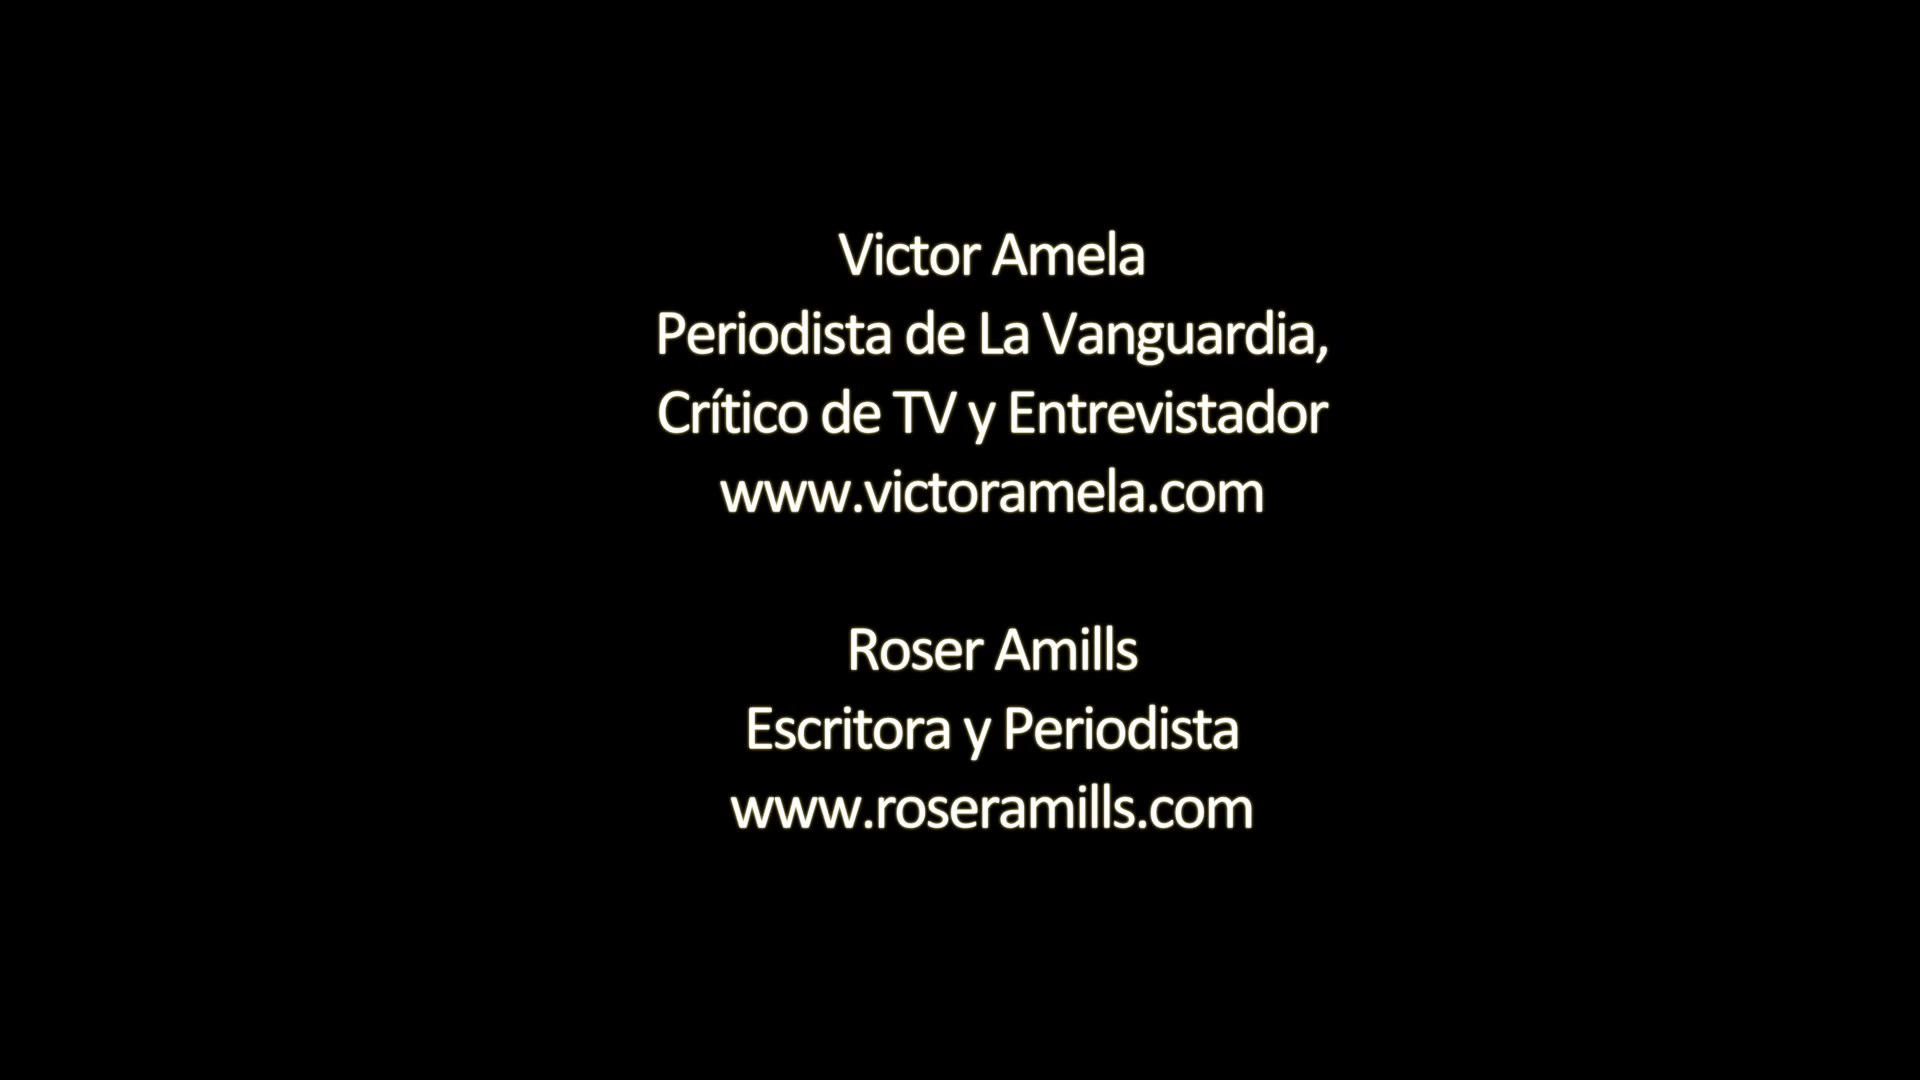 Victor Amela
Periodista de La Vanguardia,
Crítico de TV y Entrevistador
www.victoramela.com
Roser Amills
Escritora y Periodista
www.roseramills.com